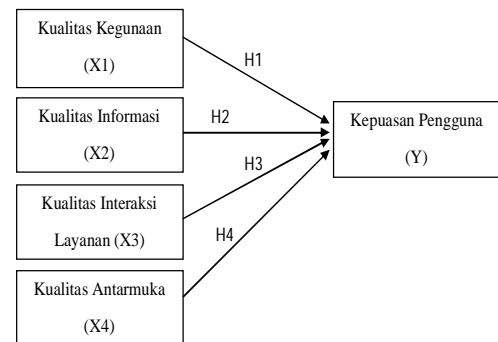 Kualitas Kegunaan
(X1)
H1
Kualitas Informasi
(X2)
H2
Kepuasan Pengguna
(Y)
H3
Kualitas Interaksi
Layanan (X3)
H4
Kualitas Antarmuka
(X4)